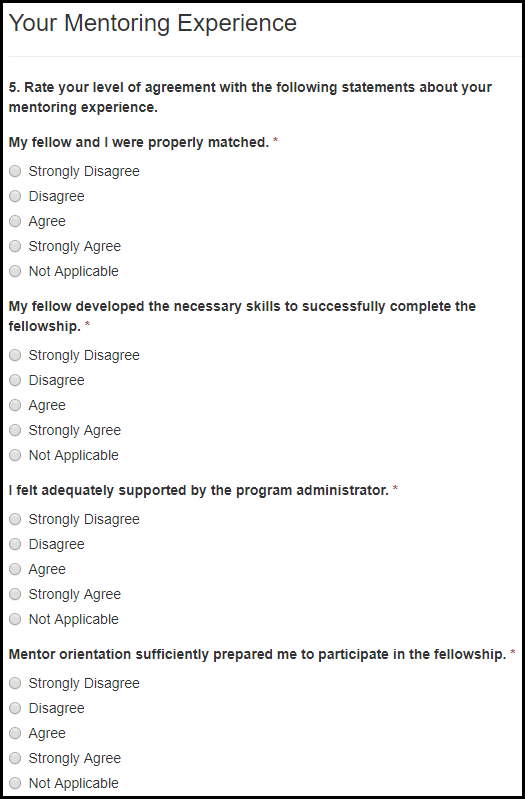 Your Mentoring Experience
5. Rate your level of agreement with the following statements about your
mentoring experience.
My fellow and I were properly matched. *
Strongly Disagree
Disagree
Agree
Strongly Agree
Not Applicable
My fellow developed the necessary skills to successfully complete the
fellowship. *
Strongly Disagree
Disagree
Agree
Strongly Agree
Not Applicable
I felt adequately supported by the program administrator. *
Strongly Disagree
Disagree
Agree
Strongly Agree
Not Applicable
Mentor orientation sufficiently prepared me to participate in the fellowship. *
Strongly Disagree
Disagree
Agree
Strongly Agree
Not Applicable